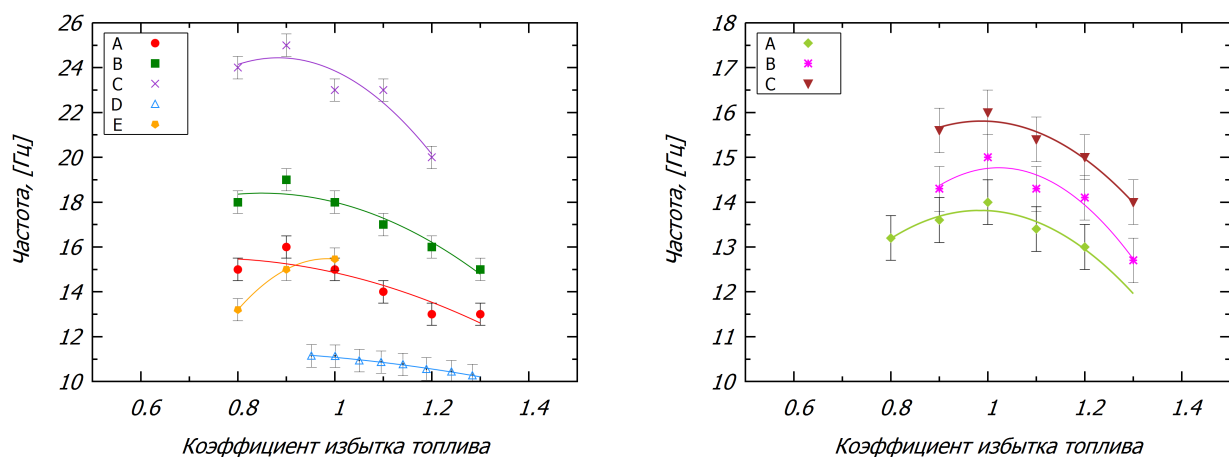 26
24
22
20
18
16
14
12
10
A
B
C
D
E
Частота, [Гц]
0.6 0.8 1 1.2 1.4
Коэффициент избытка топлива
18
17
16
15
14
13
12
11
10
A
B
C
Частота, [Гц]
0.6 0.8 1 1.2 1.4
Коэффициент избытка топлива